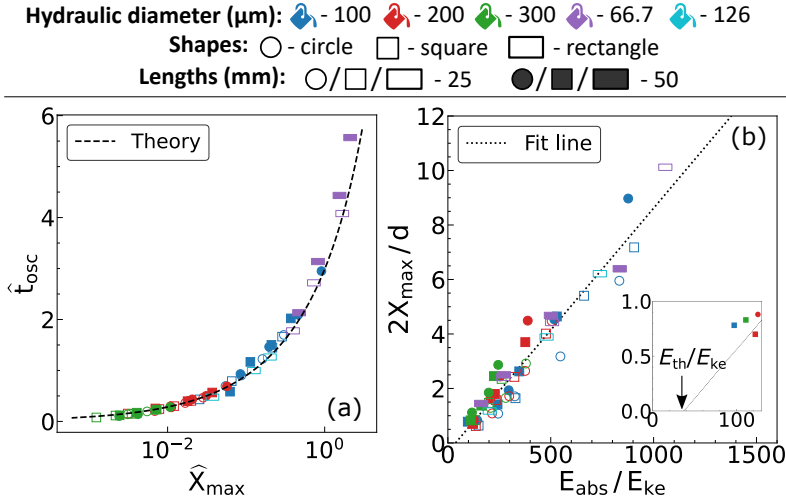 Hydraulic diameter (μm): - 100 - 200 - 300 - 66.7 - 126
Shapes: - circle - square - rectangle
Lengths (mm): / / - 25 / / - 50
6
4
2
0
Theory
(a)
t̂osc
10⁻² 10⁰
X̂max
12
10
8
6
4
2
0
Fit line
(b)
2Xmax/d
1.0
0.5
0.0
Eth/Eke
0 100
0 500 1000 1500
Eabs/Eke